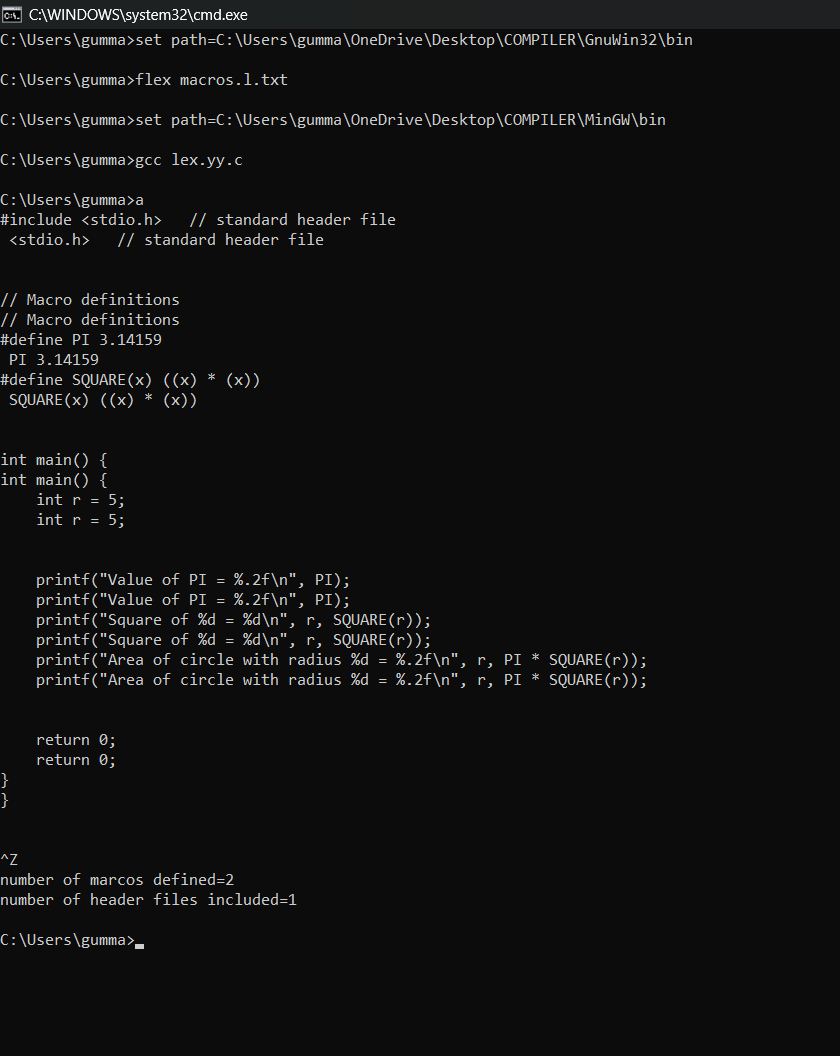 C:\WINDOWS\system32\cmd.exe
C:\Users\gumma>set path=C:\Users\gumma\OneDrive\Desktop\COMPILER\GnuWin32\bin
C:\Users\gumma>flex macros.l.txt
C:\Users\gumma>set path=C:\Users\gumma\OneDrive\Desktop\COMPILER\MinGW\bin
C:\Users\gumma>gcc lex.yy.c
C:\Users\gumma>a
#include <stdio.h>   // standard header file
 <stdio.h>   // standard header file
// Macro definitions
// Macro definitions
#define PI 3.14159
 PI 3.14159
#define SQUARE(x) ((x) * (x))
 SQUARE(x) ((x) * (x))
int main() {
int main() {
    int r = 5;
    int r = 5;
    printf("Value of PI = %.2f\n", PI);
    printf("Value of PI = %.2f\n", PI);
    printf("Square of %d = %d\n", r, SQUARE(r));
    printf("Square of %d = %d\n", r, SQUARE(r));
    printf("Area of circle with radius %d = %.2f\n", r, PI * SQUARE(r));
    printf("Area of circle with radius %d = %.2f\n", r, PI * SQUARE(r));
    return 0;
    return 0;
}
}
^Z
number of marcos defined=2
number of header files included=1
C:\Users\gumma>